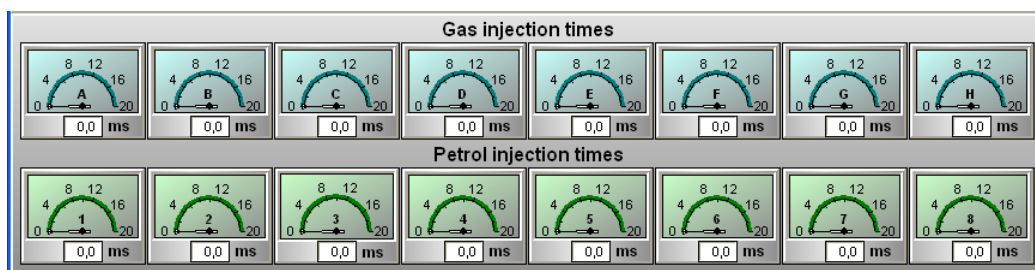 Gas injection times
8 12 8 12 8 12 8 12 8 12 8 12 8 12 8 12
4 16 4 16 4 16 4 16 4 16 4 16 4 16 4 16
A B C D E F G H
0 20 0 20 0 20 0 20 0 20 0 20 0 20 0 20
0,0 ms 0,0 ms 0,0 ms 0,0 ms 0,0 ms 0,0 ms 0,0 ms 0,0 ms
Petrol injection times
8 12 8 12 8 12 8 12 8 12 8 12 8 12 8 12
4 16 4 16 4 16 4 16 4 16 4 16 4 16 4 16
1 2 3 4 5 6 7 8
0 20 0 20 0 20 0 20 0 20 0 20 0 20 0 20
0,0 ms 0,0 ms 0,0 ms 0,0 ms 0,0 ms 0,0 ms 0,0 ms 0,0 ms